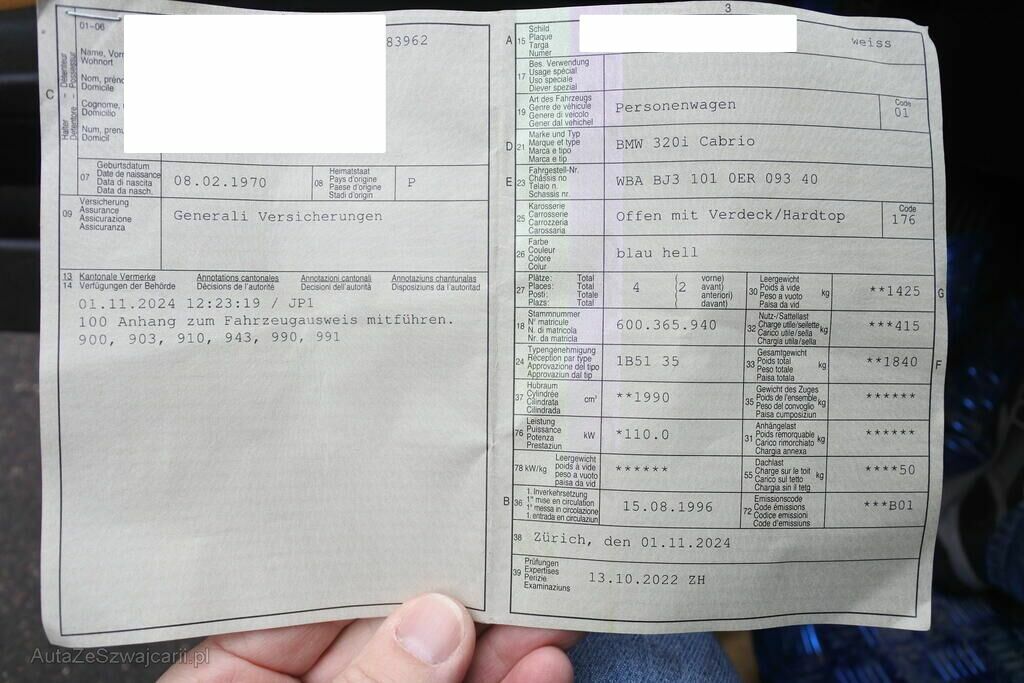 3
C
Halter - Détenteur
Detentore - Possessur
01-06
83962
Name, Vor
Wohnort
Nom, prén
Domicile
Cognome,
Domicilio
Num, pren
Domicil
07
Geburtsdatum
Date de naissance
Data di nascita
Data da nasch.
08.02.1970
08
Heimatstaat
Pays d'origine
Paese d'origine
Stadi d'origin
P
09
Versicherung
Assurance
Assicurazione
Assicuranza
Generali Versicherungen
13 Kantonale Vermerke
14 Verfügungen der Behörde
Annotations cantonales
Décisions de l'autorité
Annotazioni cantonali
Decisioni dell'autorità
Annotaziuns chantunalas
Disposiziuns da l'autoritad
01.11.2024 12:23:19 / JP1
100 Anhang zum Fahrzeugausweis mitführen.
900, 903, 910, 943, 990, 991
A 15
Schild
Plaque
Targa
Numer
weiss
17
Bes. Verwendung
Usage spécial
Uso speciale
Diever spezial
19
Art des Fahrzeugs
Genre de véhicule
Genere di veicolo
Gener dal vehichel
Personenwagen
Code
01
D 21
Marke und Typ
Marque et type
Marca e tipo
Marca e tip
BMW 320i Cabrio
E 23
Fahrgestell-Nr.
Châssis no
Telaio n.
Schassis nr.
WBA BJ3 101 0ER 093 40
25
Karosserie
Carrosserie
Carrozzeria
Carossaria
Offen mit Verdeck/Hardtop
Code
176
26
Farbe
Couleur
Colore
Colur
blau hell
27
Plätze: Total
Places: Total
Posti: Totale
Plazs: Total
4
(2
vorne)
avant)
anteriori)
davant)
30
Leergewicht
Poids à vide
Peso a vuoto
Paisa da vid
kg
**1425
G
18
Stammnummer
N° matricule
N. di matricola
Nr. da matricla
600.365.940
32
Nutz-/Sattellast
Charge utile/sellette
Carico utile/sella
Chargia utila/sella
kg
***415
24
Typengenehmigung
Réception par type
Approvazione del tipo
Approvaziun dal tip
1B51 35
33
Gesamtgewicht
Poids total
Peso totale
Paisa totala
kg
**1840
F
37
Hubraum
Cylindrée
Cilindrata
Cilindrada
cm³
**1990
35
Gewicht des Zuges
Poids de l'ensemble
Peso del convoglio
Paisa cumposiziun
kg
******
76
Leistung
Puissance
Potenza
Prestaziun
kW
*110.0
31
Anhängelast
Poids remorquable
Carico rimorchiato
Chargia annexa
kg
******
78 kW/kg
Leergewicht
poids à vide
peso a vuoto
paisa da vid
******
55
Dachlast
Charge sur le toit
Carico sul tetto
Chargia sin il tetg
kg
****50
B 36
1. Inverkehrsetzung
1re mise en circulation
1a messa in circolazione
1. entrada en circulaziun
15.08.1996
72
Emissionscode
Code émissions
Codice emissioni
Code d'emissiuns
***B01
38
Zürich, den 01.11.2024
39
Prüfungen
Expertises
Perizie
Examinaziuns
13.10.2022 ZH
AutaZeSzwajcarii.pl